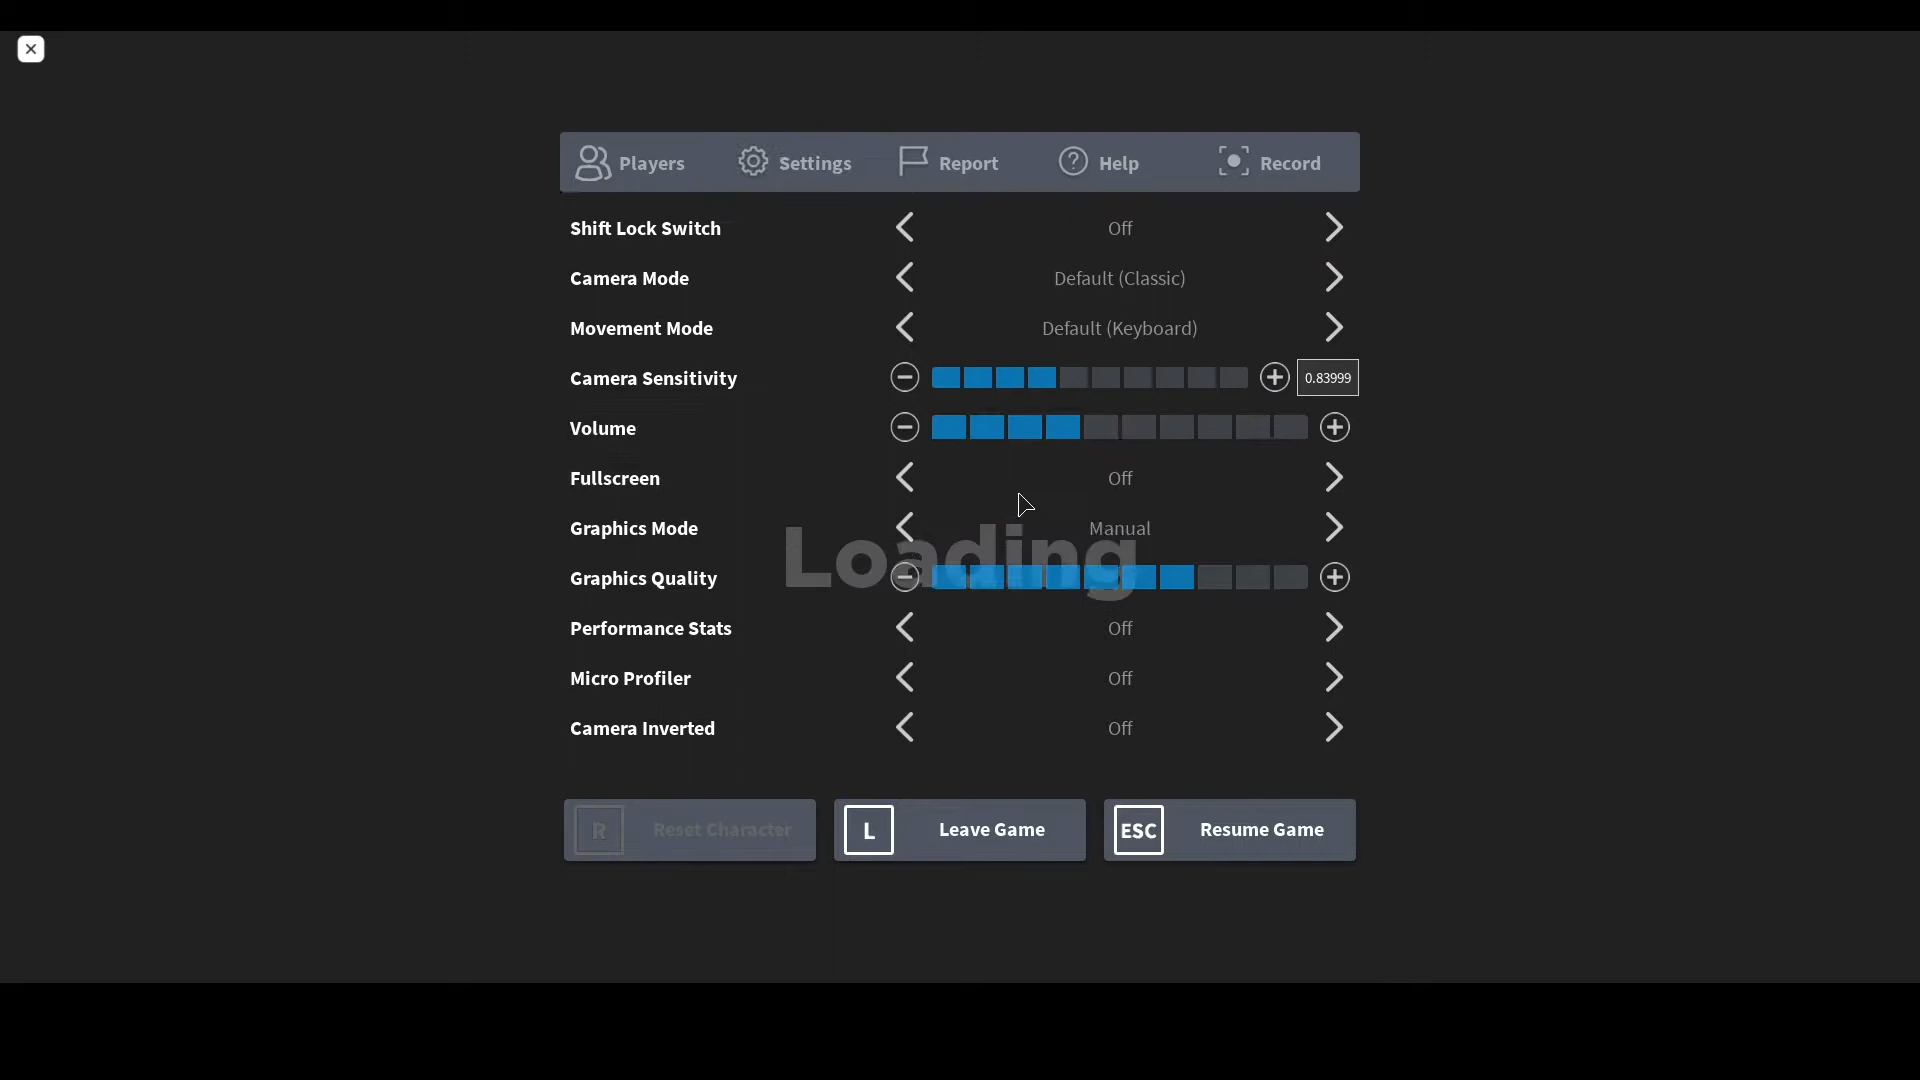 Players Settings Report Help Record
Shift Lock Switch Off
Camera Mode Default (Classic)
Movement Mode Default (Keyboard)
Camera Sensitivity 0.83999
Volume
Fullscreen Off
Graphics Mode Manual
Loading
Graphics Quality
Performance Stats Off
Micro Profiler Off
Camera Inverted Off
R Reset Character L Leave Game ESC Resume Game